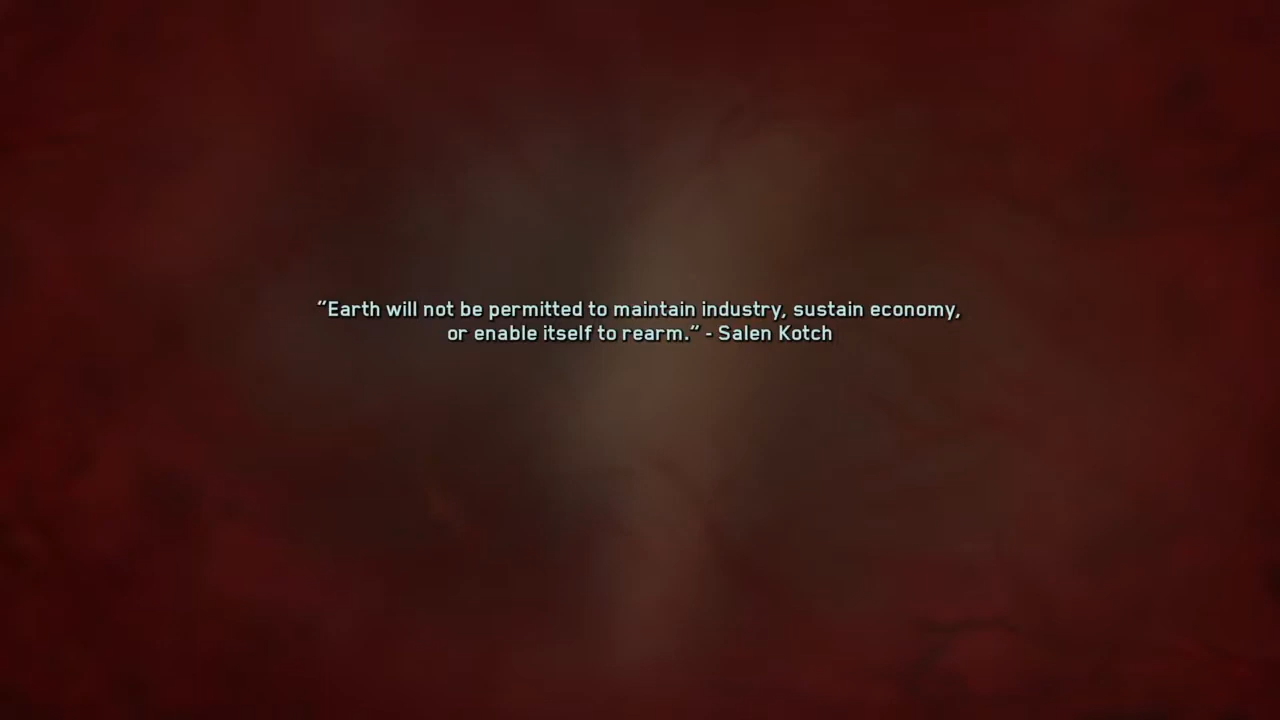 “Earth will not be permitted to maintain industry, sustain economy,
or enable itself to rearm.” - Salen Kotch